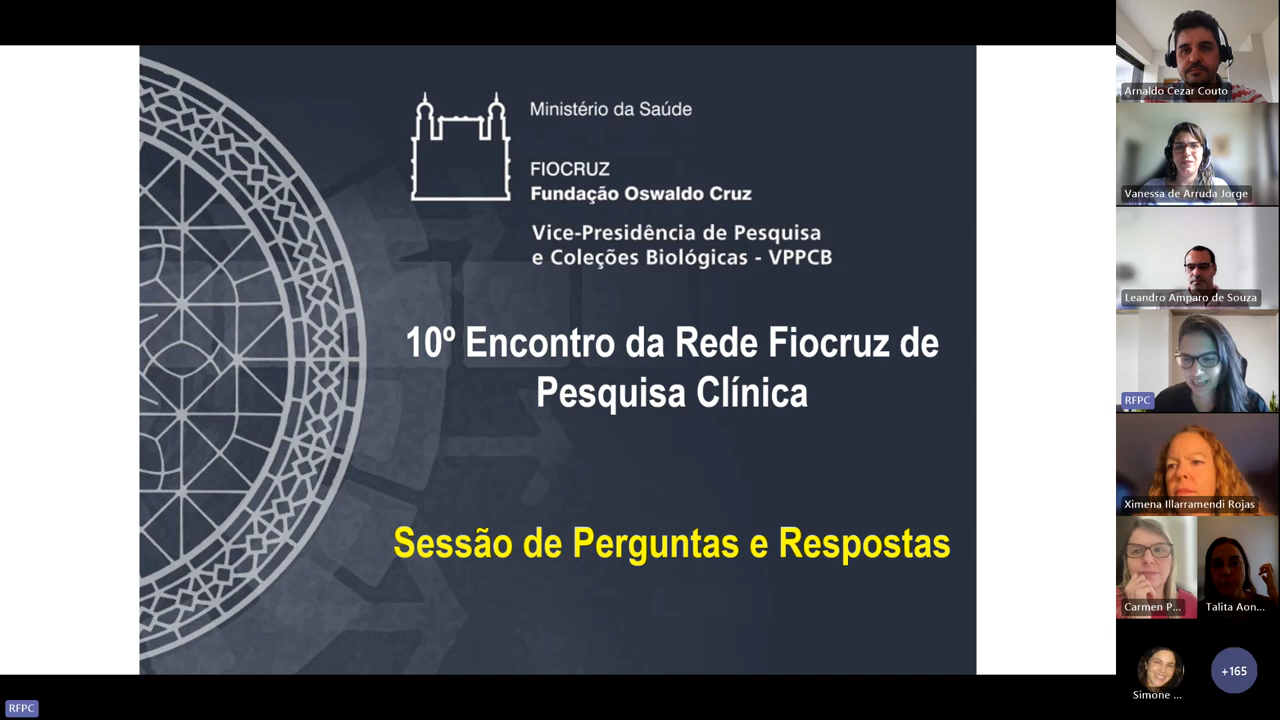 Ministério da Saúde
FIOCRUZ
Fundação Oswaldo Cruz
Vice-Presidência de Pesquisa
e Coleções Biológicas - VPPCB
10º Encontro da Rede Fiocruz de
Pesquisa Clínica
Sessão de Perguntas e Respostas
RFPC
Arnaldo Cezar Couto
Vanessa de Arruda Jorge
Leandro Amparo de Souza
RFPC
Ximena Illarramendi Rojas
Carmen P...
Talita Aon...
Simone ...
+165